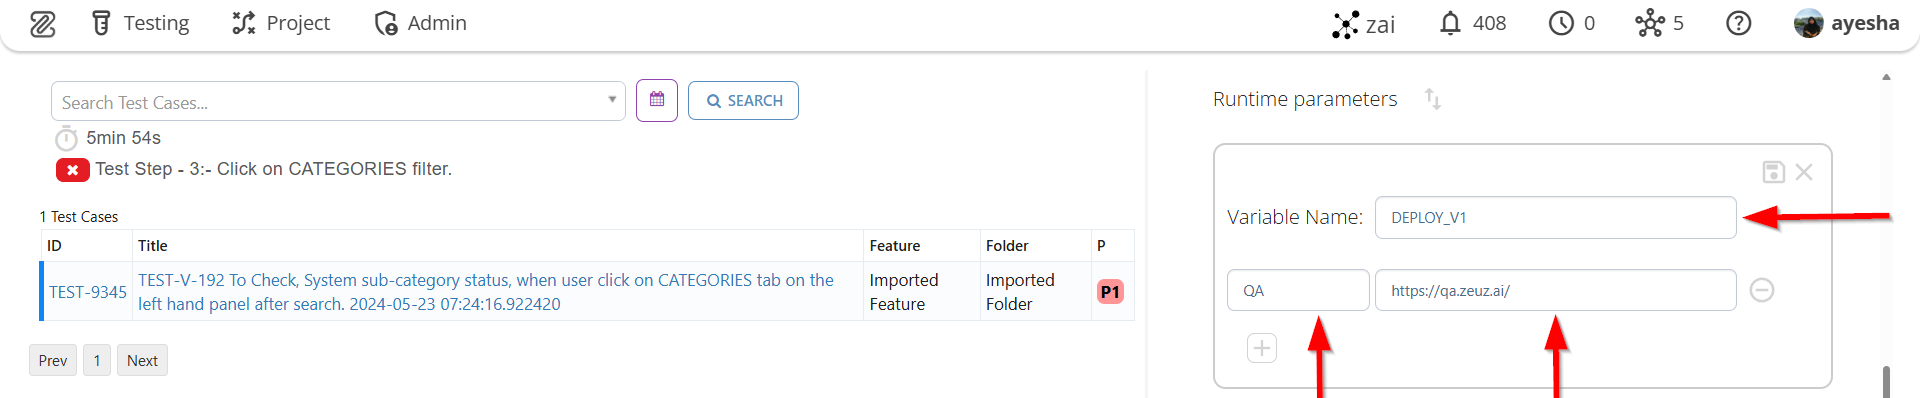 Testing Project Admin zai 408 0 5 ayesha
Search Test Cases... SEARCH
5min 54s
Test Step - 3:- Click on CATEGORIES filter.
1 Test Cases
ID Title Feature Folder P
TEST-9345 TEST-V-192 To Check, System sub-category status, when user click on CATEGORIES tab on the Imported Imported P1
left hand panel after search. 2024-05-23 07:24:16.922420 Feature Folder
Prev 1 Next
Runtime parameters
Variable Name: DEPLOY_V1
QA https://qa.zeuz.ai/